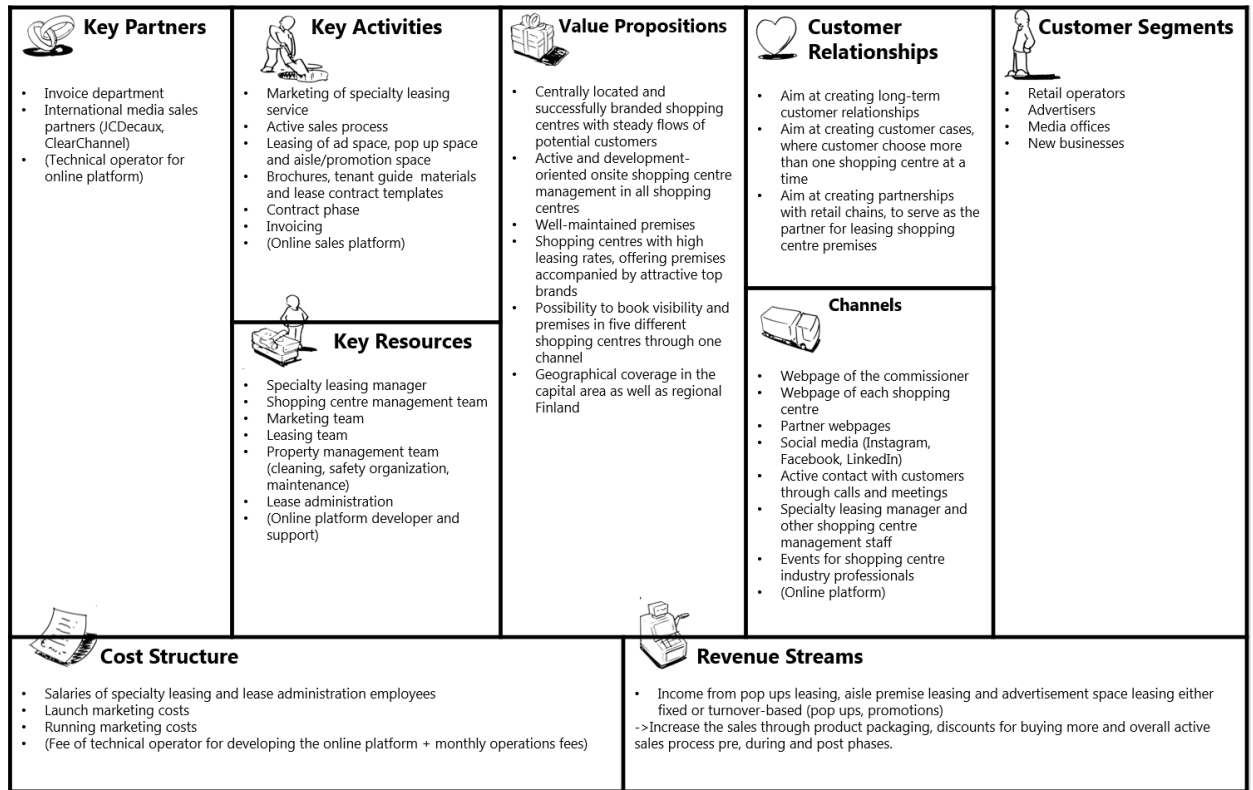 Key Partners
• Invoice department
• International media sales
partners (JCDecaux,
ClearChannel)
• (Technical operator for
online platform)
Key Activities
• Marketing of specialty leasing
service
• Active sales process
• Leasing of ad space, pop up space
and aisle/promotion space
• Brochures, tenant guide materials
and lease contract templates
• Contract phase
• Invoicing
• (Online sales platform)
Key Resources
• Specialty leasing manager
• Shopping centre management team
• Marketing team
• Leasing team
• Property management team
(cleaning, safety organization,
maintenance)
• Lease administration
• (Online platform developer and
support)
Value Propositions
• Centrally located and
successfully branded shopping
centres with steady flows of
potential customers
• Active and development-
oriented onsite shopping centre
management in all shopping
centres
• Well-maintained premises
• Shopping centres with high
leasing rates, offering premises
accompanied by attractive top
brands
• Possibility to book visibility and
premises in five different
shopping centres through one
channel
• Geographical coverage in the
capital area as well as regional
Finland
Customer
Relationships
• Aim at creating long-term
customer relationships
• Aim at creating customer cases,
where customer choose more
than one shopping centre at a
time
• Aim at creating partnerships
with retail chains, to serve as the
partner for leasing shopping
centre premises
Channels
• Webpage of the commissioner
• Webpage of each shopping
centre
• Partner webpages
• Social media (Instagram,
Facebook, LinkedIn)
• Active contact with customers
through calls and meetings
• Specialty leasing manager and
other shopping centre
management staff
• Events for shopping centre
industry professionals
• (Online platform)
Customer Segments
• Retail operators
• Advertisers
• Media offices
• New businesses
Cost Structure
• Salaries of specialty leasing and lease administration employees
• Launch marketing costs
• Running marketing costs
• (Fee of technical operator for developing the online platform + monthly operations fees)
Revenue Streams
• Income from pop ups leasing, aisle premise leasing and advertisement space leasing either
fixed or turnover-based (pop ups, promotions)
->Increase the sales through product packaging, discounts for buying more and overall active
sales process pre, during and post phases.